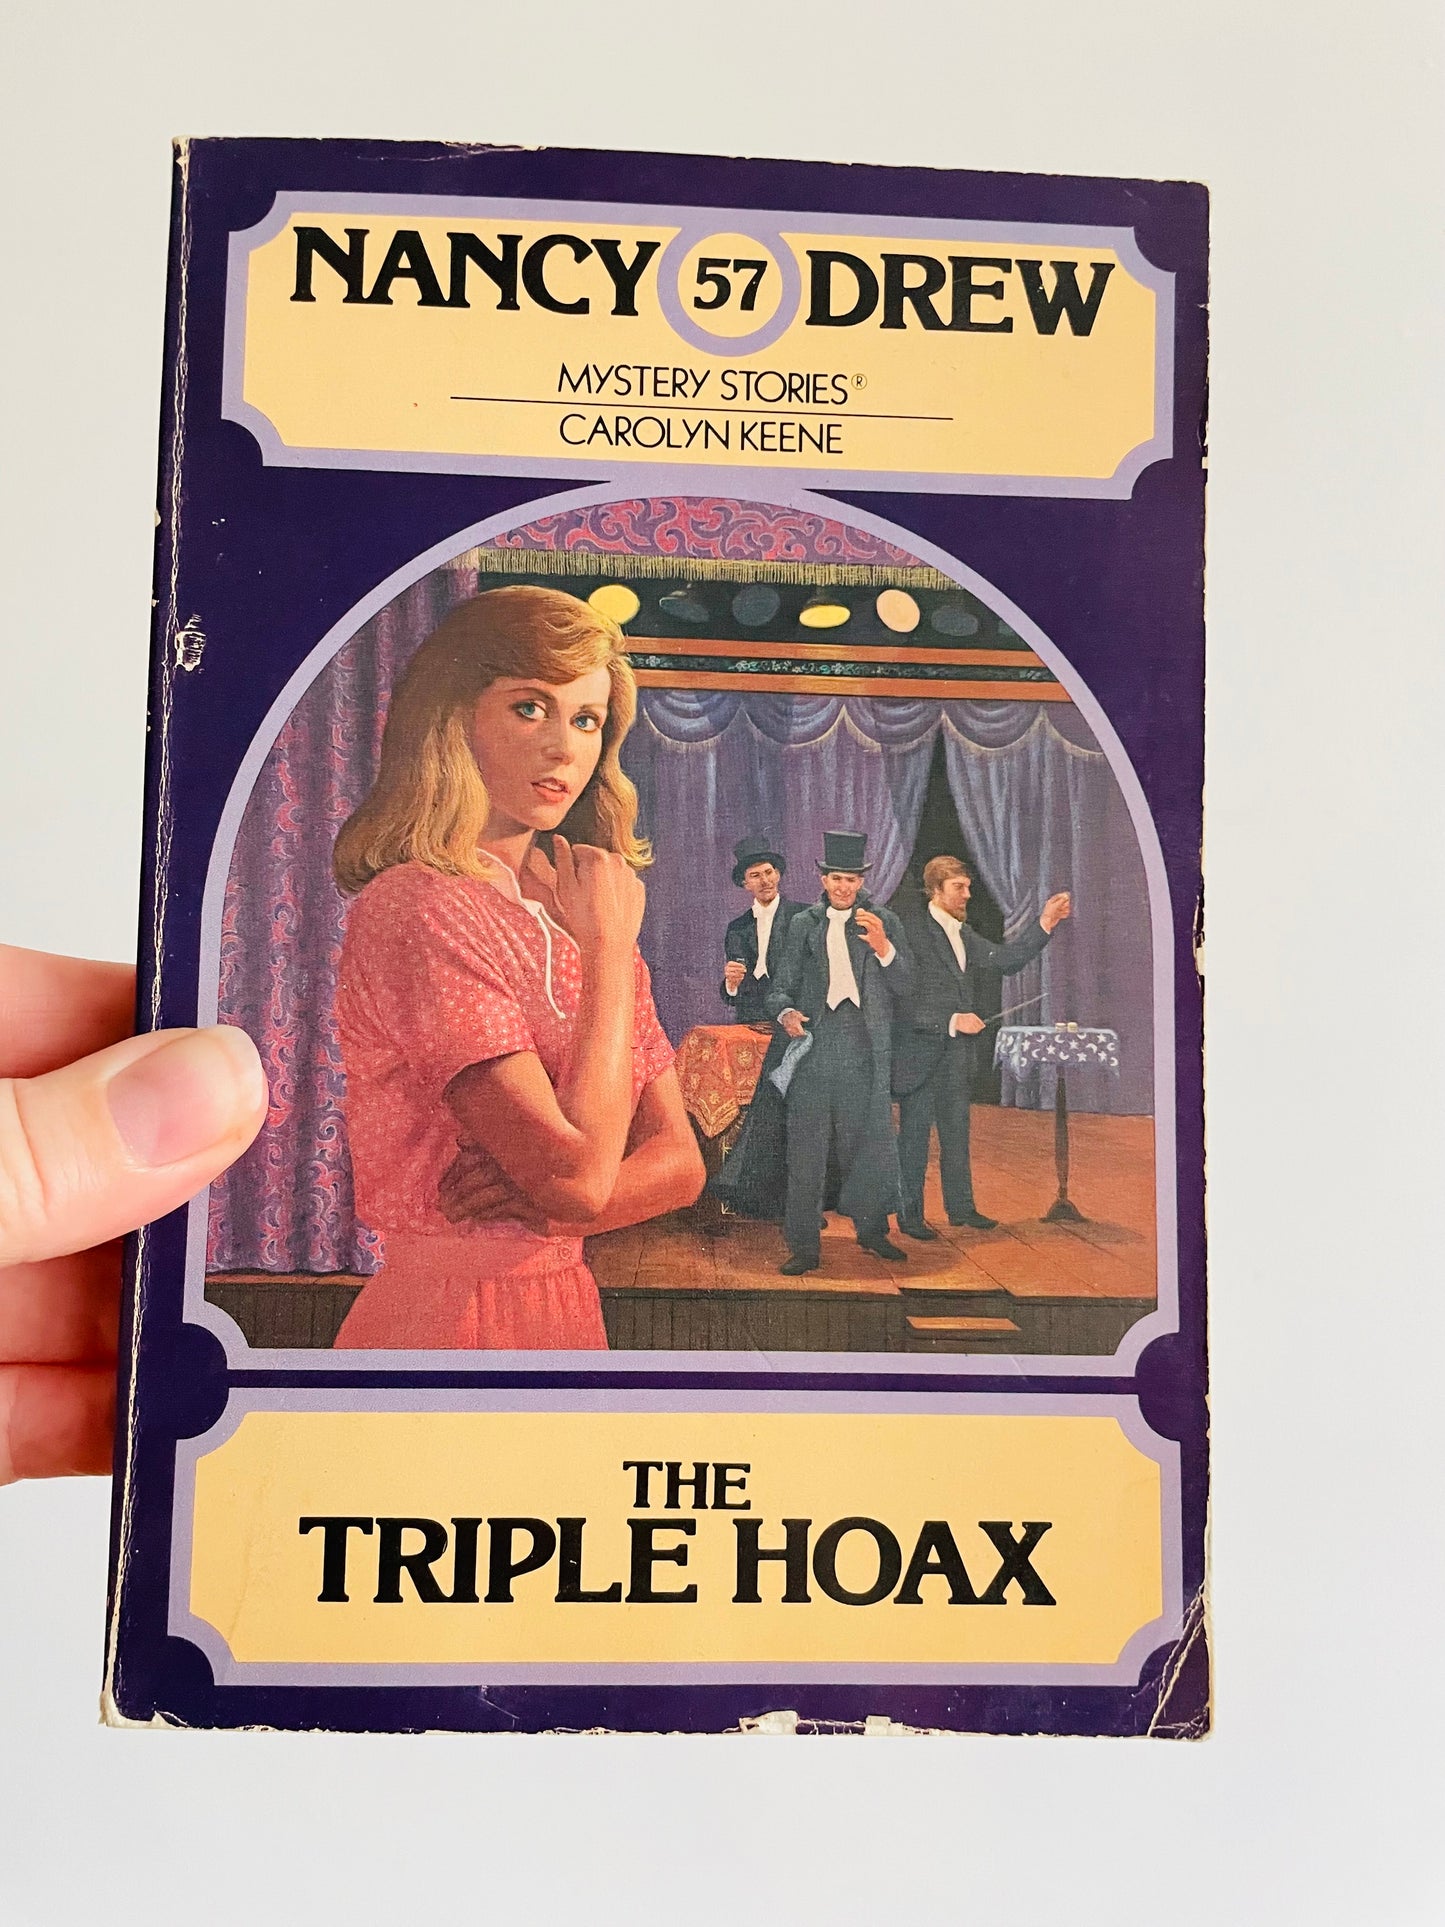 NANCY 57 DREW
MYSTERY STORIES®
CAROLYN KEENE
THE
TRIPLE HOAX